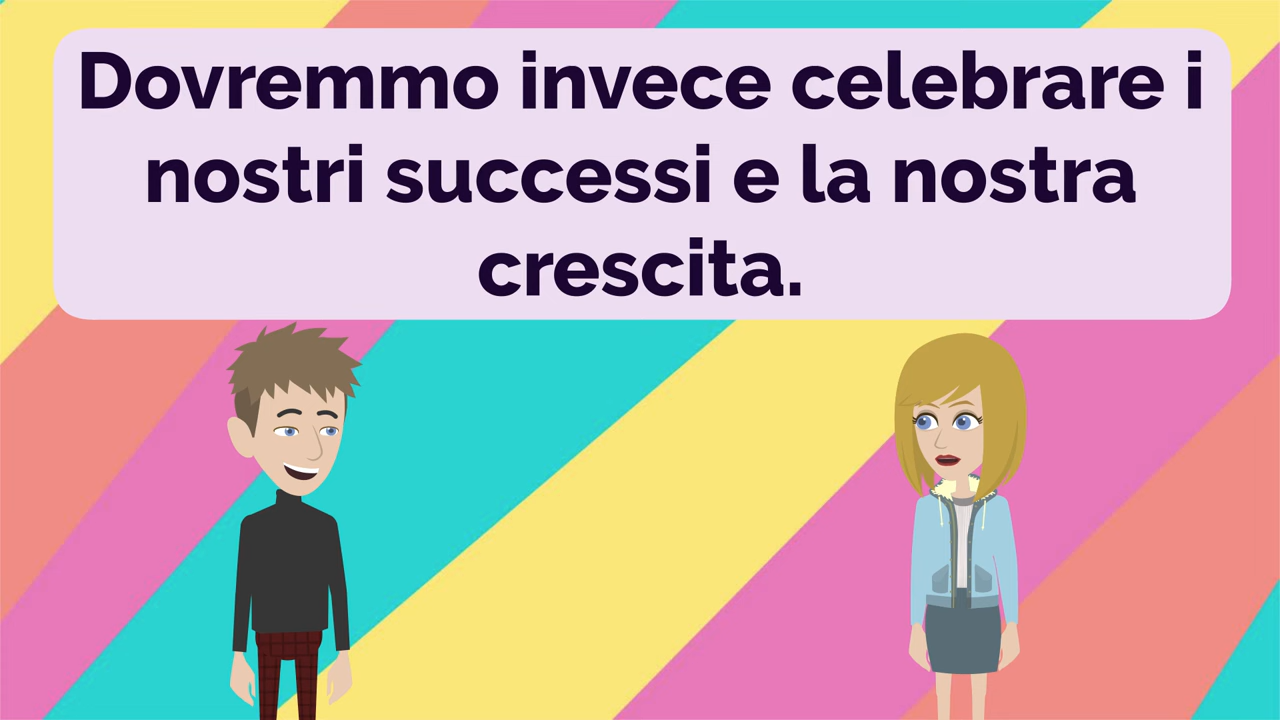 Dovremmo invece celebrare i
nostri successi e la nostra
crescita.